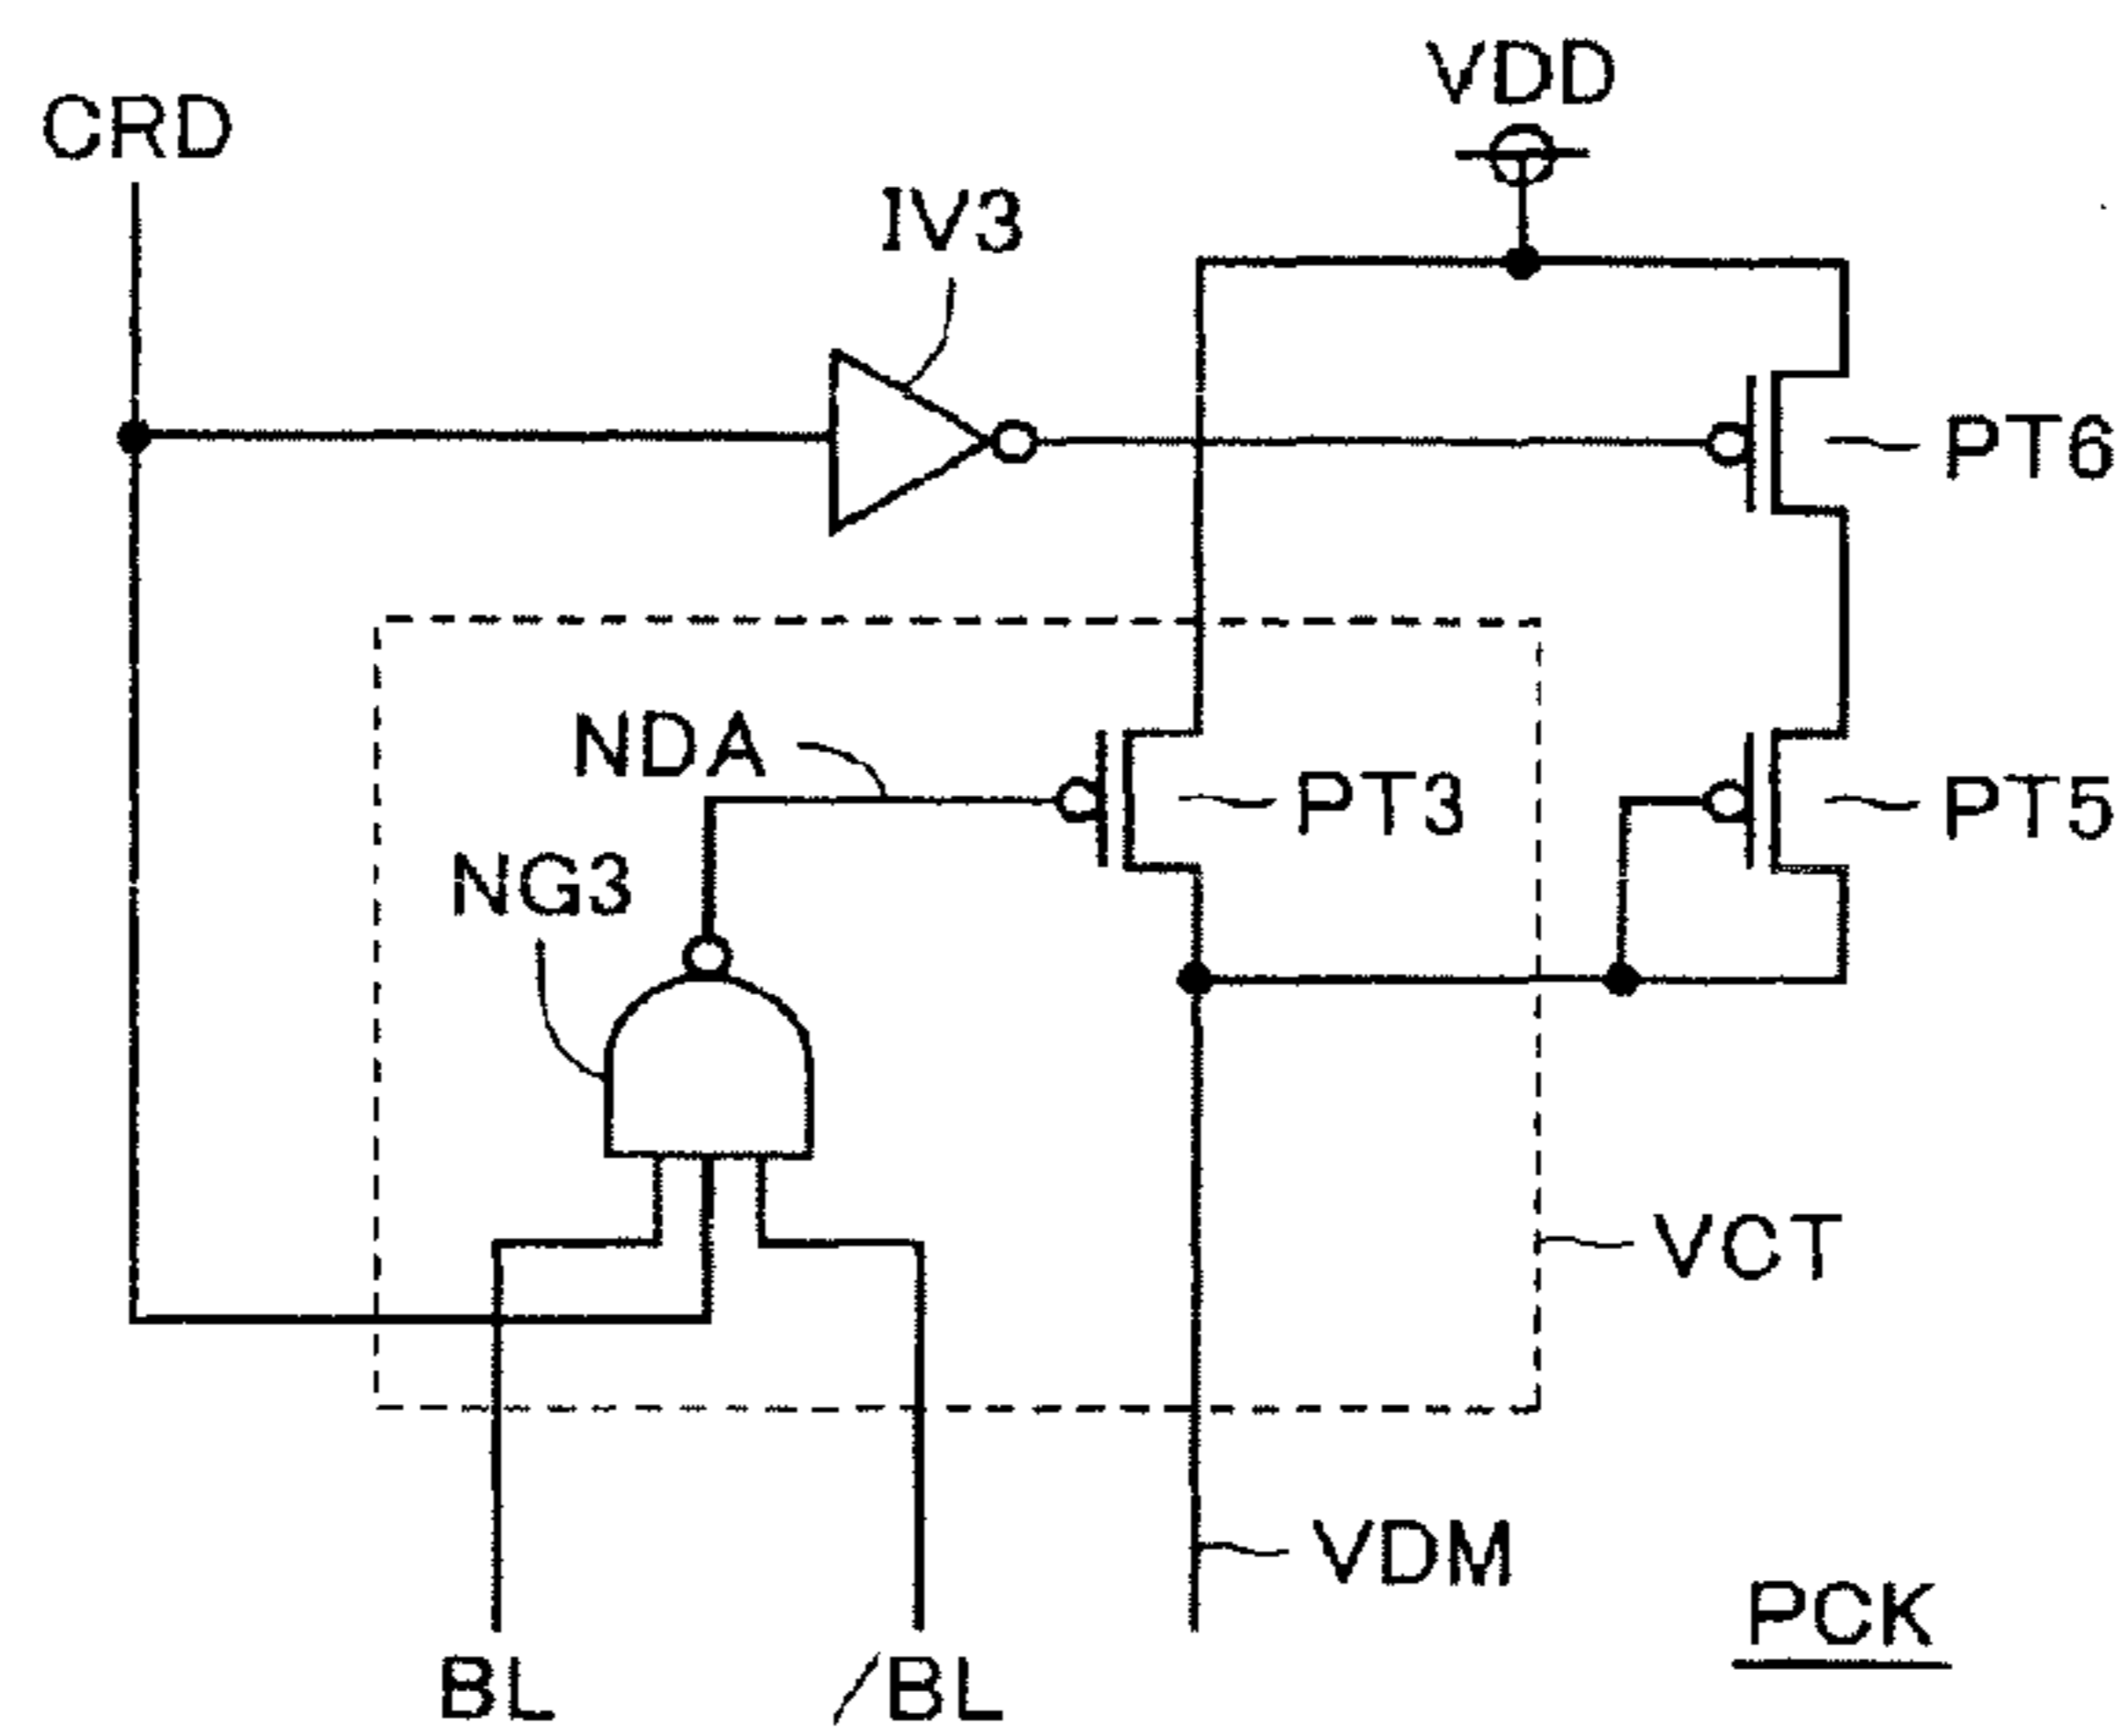 VDD
CRD
IV3
PT6
NDA
PT3
PT5
NG3
VCT
VDM
PCK
BL
/BL